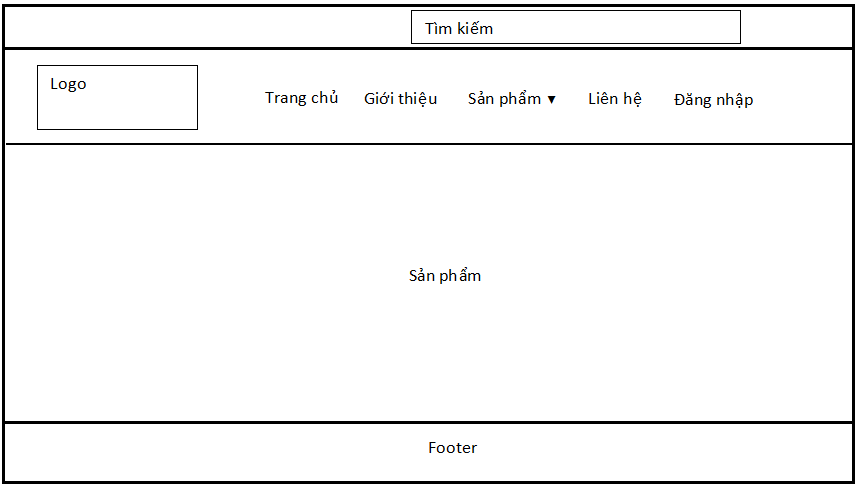 Tìm kiếm
Logo
Trang chủ Giới thiệu Sản phẩm ▼ Liên hệ Đăng nhập
Sản phẩm
Footer